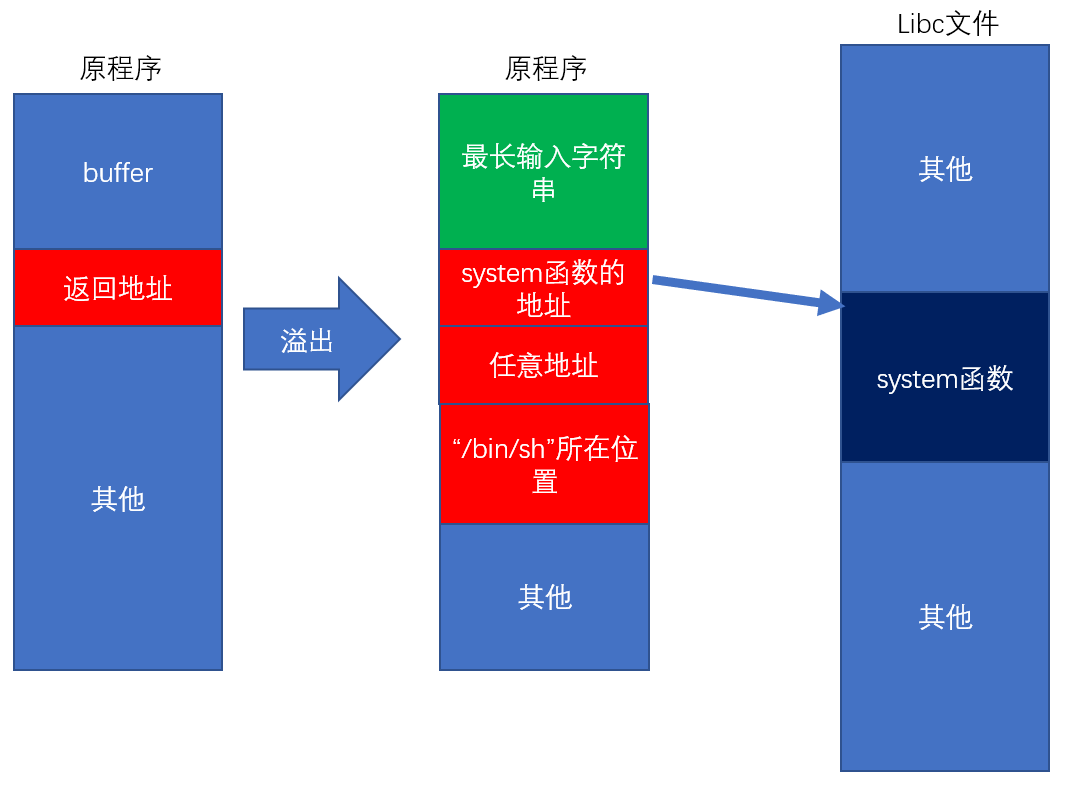 原程序
buffer
返回地址
其他
溢出
原程序
最长输入字符
串
system函数的
地址
任意地址
“/bin/sh”所在位
置
其他
Libc文件
其他
system函数
其他